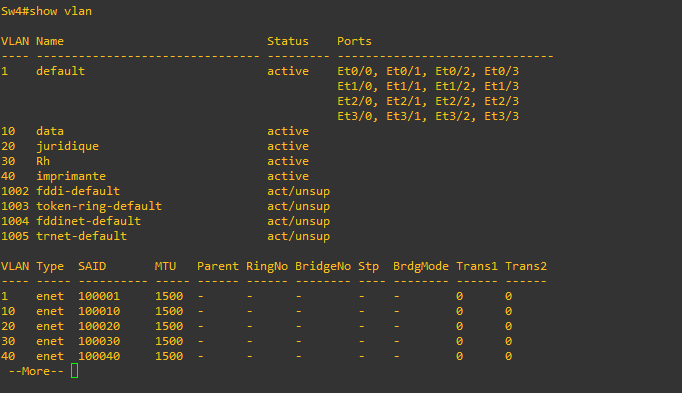 Sw4#show vlan

VLAN Name                             Status    Ports
---- -------------------------------- --------- -------------------------------
1    default                          active    Et0/0, Et0/1, Et0/2, Et0/3
                                                Et1/0, Et1/1, Et1/2, Et1/3
                                                Et2/0, Et2/1, Et2/2, Et2/3
                                                Et3/0, Et3/1, Et3/2, Et3/3
10   data                             active
20   juridique                        active
30   Rh                               active
40   imprimante                       active
1002 fddi-default                     act/unsup
1003 token-ring-default               act/unsup
1004 fddinet-default                  act/unsup
1005 trnet-default                    act/unsup

VLAN Type  SAID       MTU   Parent RingNo BridgeNo Stp  BrdgMode Trans1 Trans2
---- ----- ---------- ----- ------ ------ -------- ---- -------- ------ ------
1    enet  100001     1500  -      -      -        -    -        0      0
10   enet  100010     1500  -      -      -        -    -        0      0
20   enet  100020     1500  -      -      -        -    -        0      0
30   enet  100030     1500  -      -      -        -    -        0      0
40   enet  100040     1500  -      -      -        -    -        0      0
 --More--